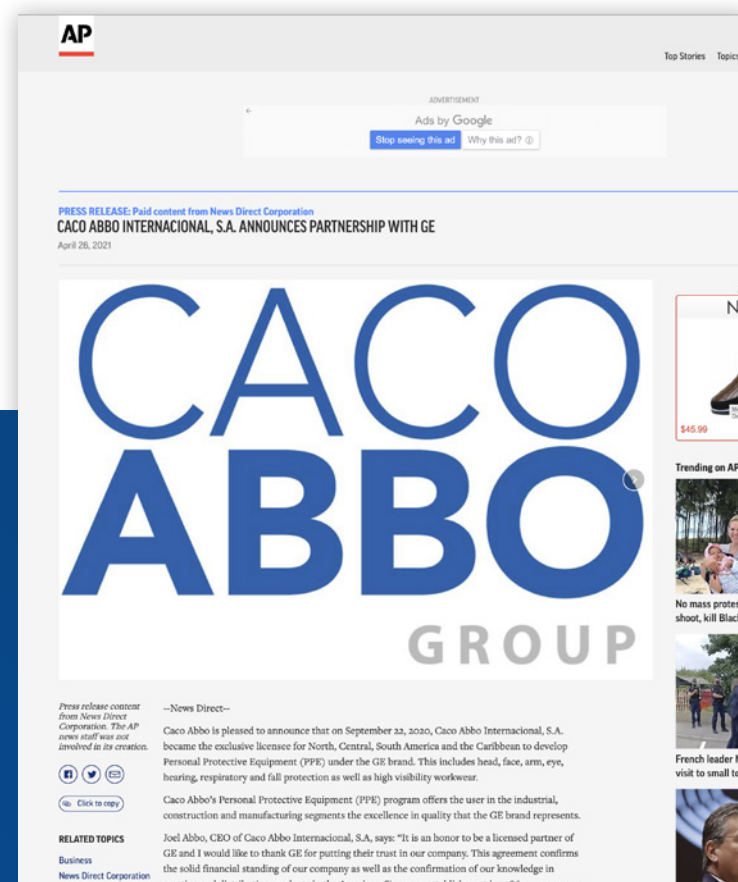 AP
Top Stories Topics
ADVERTISEMENT
Ads by Google
Stop seeing this ad Why this ad?
PRESS RELEASE: Paid content from News Direct Corporation
CACO ABBO INTERNACIONAL, S.A. ANNOUNCES PARTNERSHIP WITH GE
April 26, 2021
CACO
ABBO
GROUP
N
$45.99
Trending on AP
No mass protes
shoot, kill Blac
French leader M
visit to small to
Press release content
from News Direct
Corporation. The AP
news staff was not
involved in its creation.
Click to copy
RELATED TOPICS
Business
News Direct Corporation
--News Direct--
Caco Abbo is pleased to announce that on September 22, 2020, Caco Abbo Internacional, S.A.
became the exclusive licensee for North, Central, South America and the Caribbean to develop
Personal Protective Equipment (PPE) under the GE brand. This includes head, face, arm, eye,
hearing, respiratory and fall protection as well as high visibility workwear.
Caco Abbo's Personal Protective Equipment (PPE) program offers the user in the industrial,
construction and manufacturing segments the excellence in quality that the GE brand represents.
Joel Abbo, CEO of Caco Abbo Internacional, S.A, says: "It is an honor to be a licensed partner of
GE and I would like to thank GE for putting their trust in our company. This agreement confirms
the solid financial standing of our company as well as the confirmation of our knowledge in